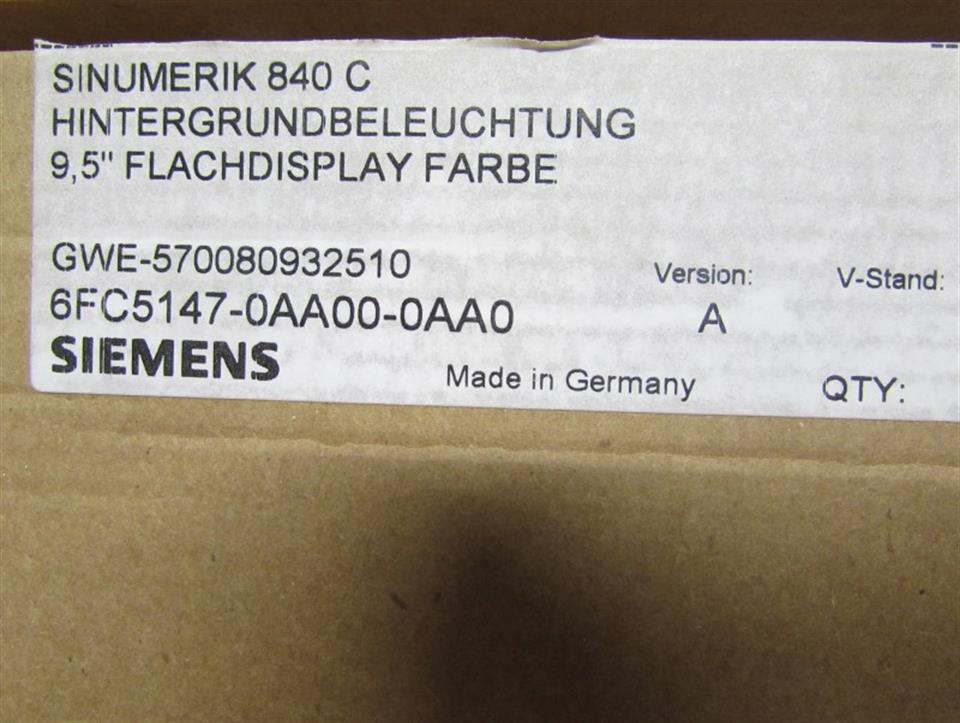 SINUMERIK 840 C
HINTERGRUNDBELEUCHTUNG
9,5" FLACHDISPLAY FARBE
GWE-570080932510
6FC5147-0AA00-0AA0
Version: V-Stand:
A
SIEMENS
Made in Germany QTY: